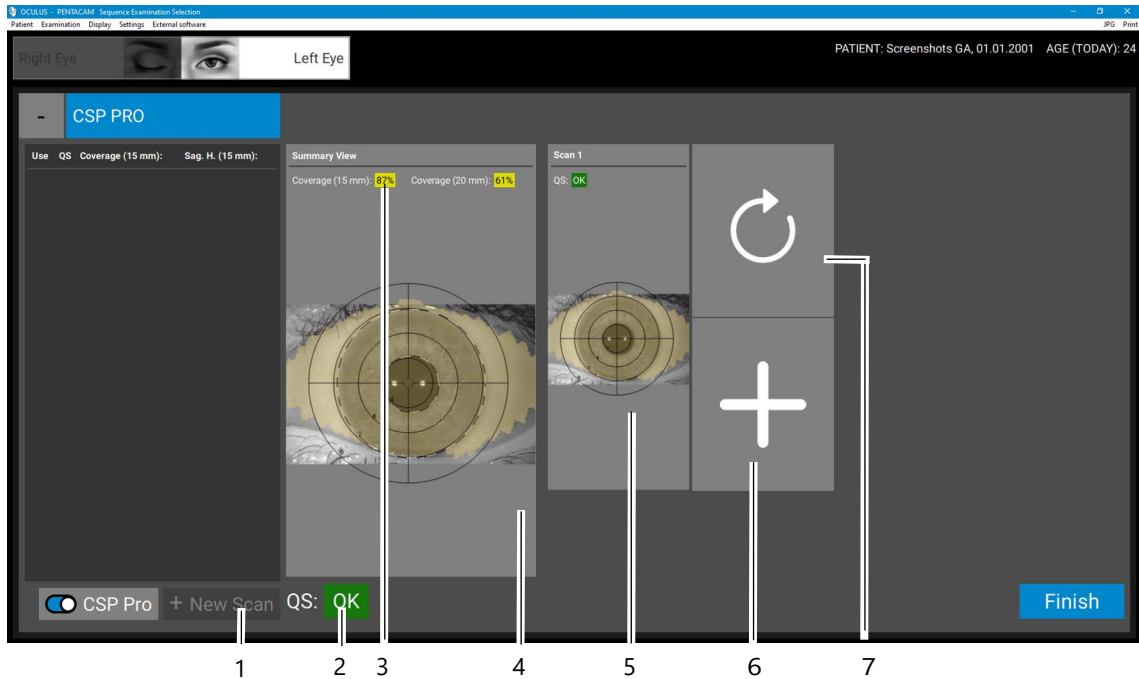 OCULUS - PENTACAM Sequence Examination Selection
Patient Examination Display Settings External software JPG Print
Right Eye Left Eye PATIENT: Screenshots GA, 01.01.2001 AGE (TODAY): 24
- CSP PRO
Use QS Coverage (15 mm): Sag. H. (15 mm):
Summary View
Coverage (15 mm): 87% Coverage (20 mm): 61%
Scan 1
QS: OK
CSP Pro + New Scan QS: OK Finish
1 2 3 4 5 6 7